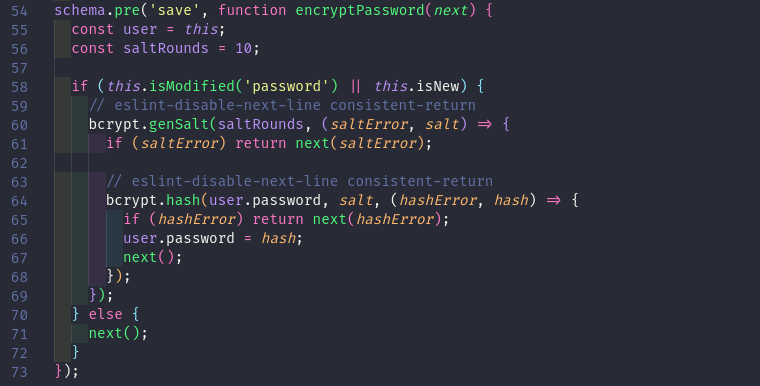 54 schema.pre('save', function encryptPassword(next) {
55   const user = this;
56   const saltRounds = 10;
57
58   if (this.isModified('password') || this.isNew) {
59     // eslint-disable-next-line consistent-return
60     bcrypt.genSalt(saltRounds, (saltError, salt) => {
61       if (saltError) return next(saltError);
62
63       // eslint-disable-next-line consistent-return
64       bcrypt.hash(user.password, salt, (hashError, hash) => {
65         if (hashError) return next(hashError);
66         user.password = hash;
67         next();
68       });
69     });
70   } else {
71     next();
72   }
73 });